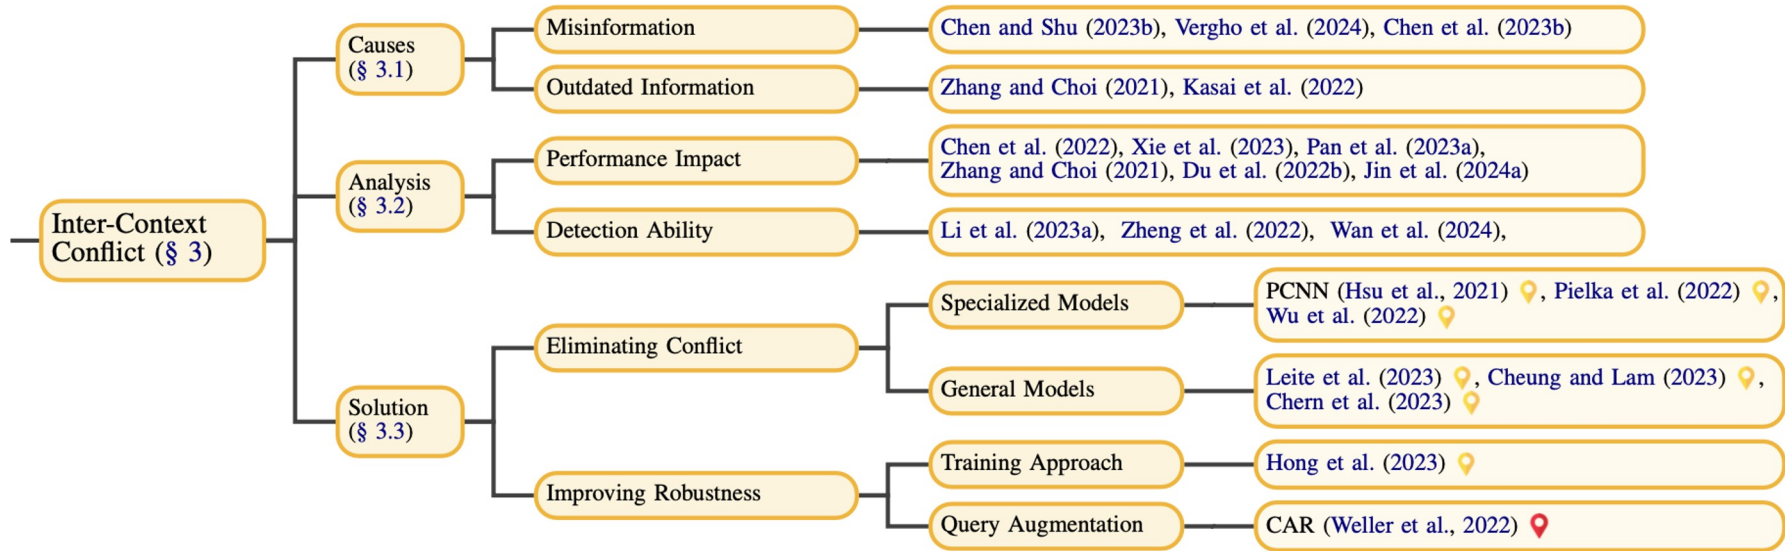 Inter-Context
Conflict (§ 3)
Causes
(§ 3.1)
Misinformation
Chen and Shu (2023b), Vergho et al. (2024), Chen et al. (2023b)
Outdated Information
Zhang and Choi (2021), Kasai et al. (2022)
Analysis
(§ 3.2)
Performance Impact
Chen et al. (2022), Xie et al. (2023), Pan et al. (2023a),
Zhang and Choi (2021), Du et al. (2022b), Jin et al. (2024a)
Detection Ability
Li et al. (2023a), Zheng et al. (2022), Wan et al. (2024),
Solution
(§ 3.3)
Eliminating Conflict
Specialized Models
PCNN (Hsu et al., 2021) , Pielka et al. (2022) ,
Wu et al. (2022)
General Models
Leite et al. (2023) , Cheung and Lam (2023) ,
Chern et al. (2023)
Improving Robustness
Training Approach
Hong et al. (2023)
Query Augmentation
CAR (Weller et al., 2022)